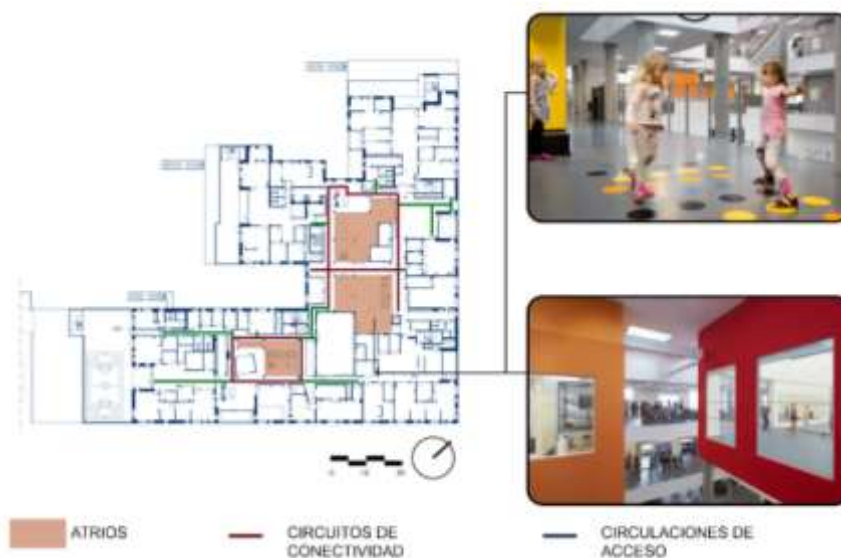 ATRIOS
CIRCUITOS DE
CONECTIVIDAD
CIRCULACIONES DE
ACCESO